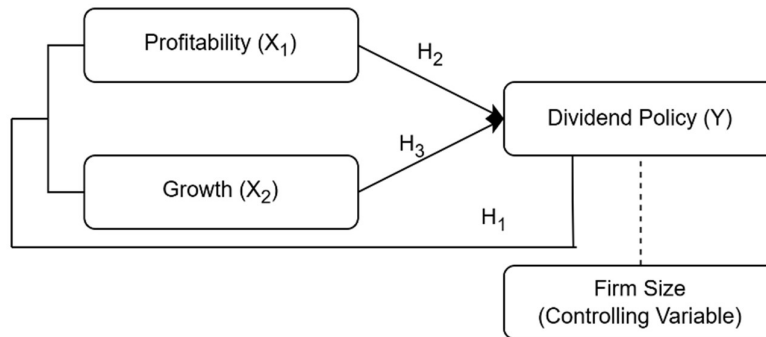 Profitability (X₁)
H₂
Dividend Policy (Y)
H₃
Growth (X₂)
H₁
Firm Size
(Controlling Variable)